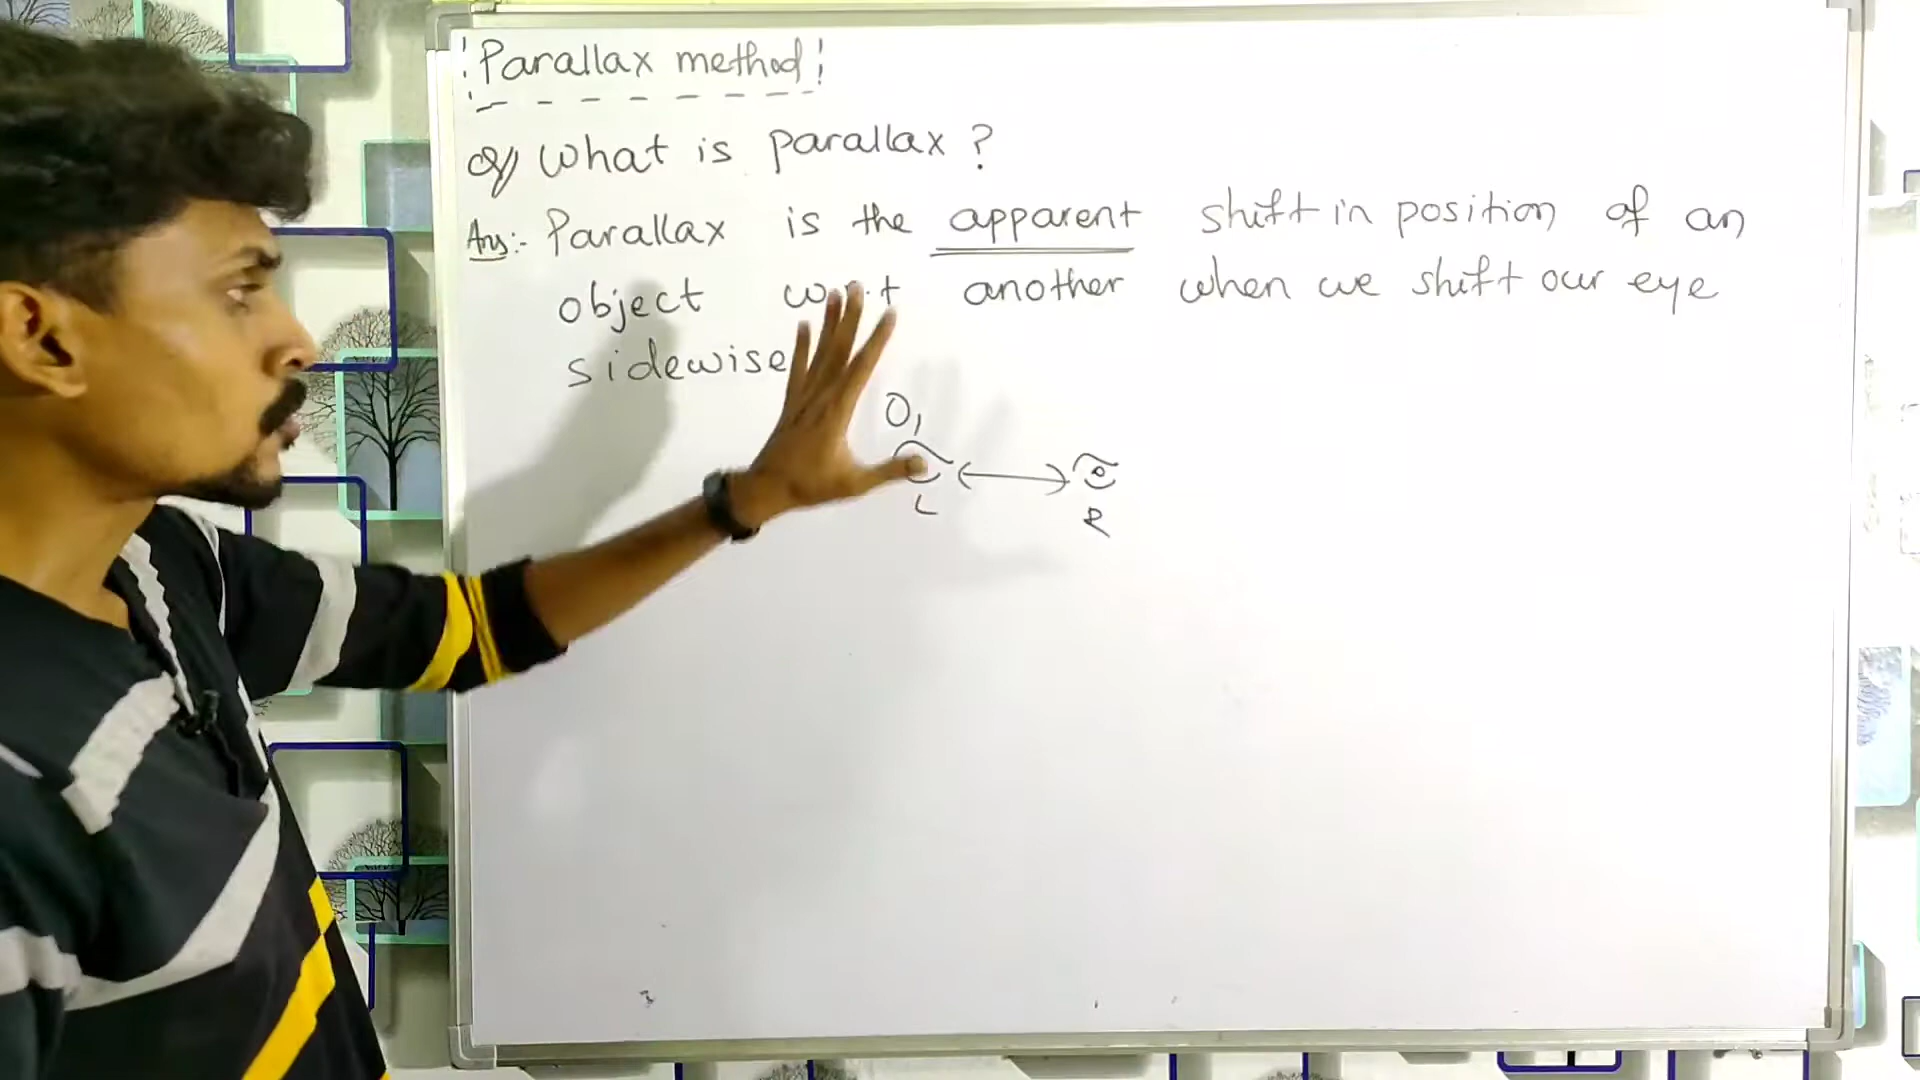 Parallax method
Q) What is parallax?
Ans:- Parallax is the apparent shift in position of an
object w.r.t another when we shift our eye
sidewise
O1
L R